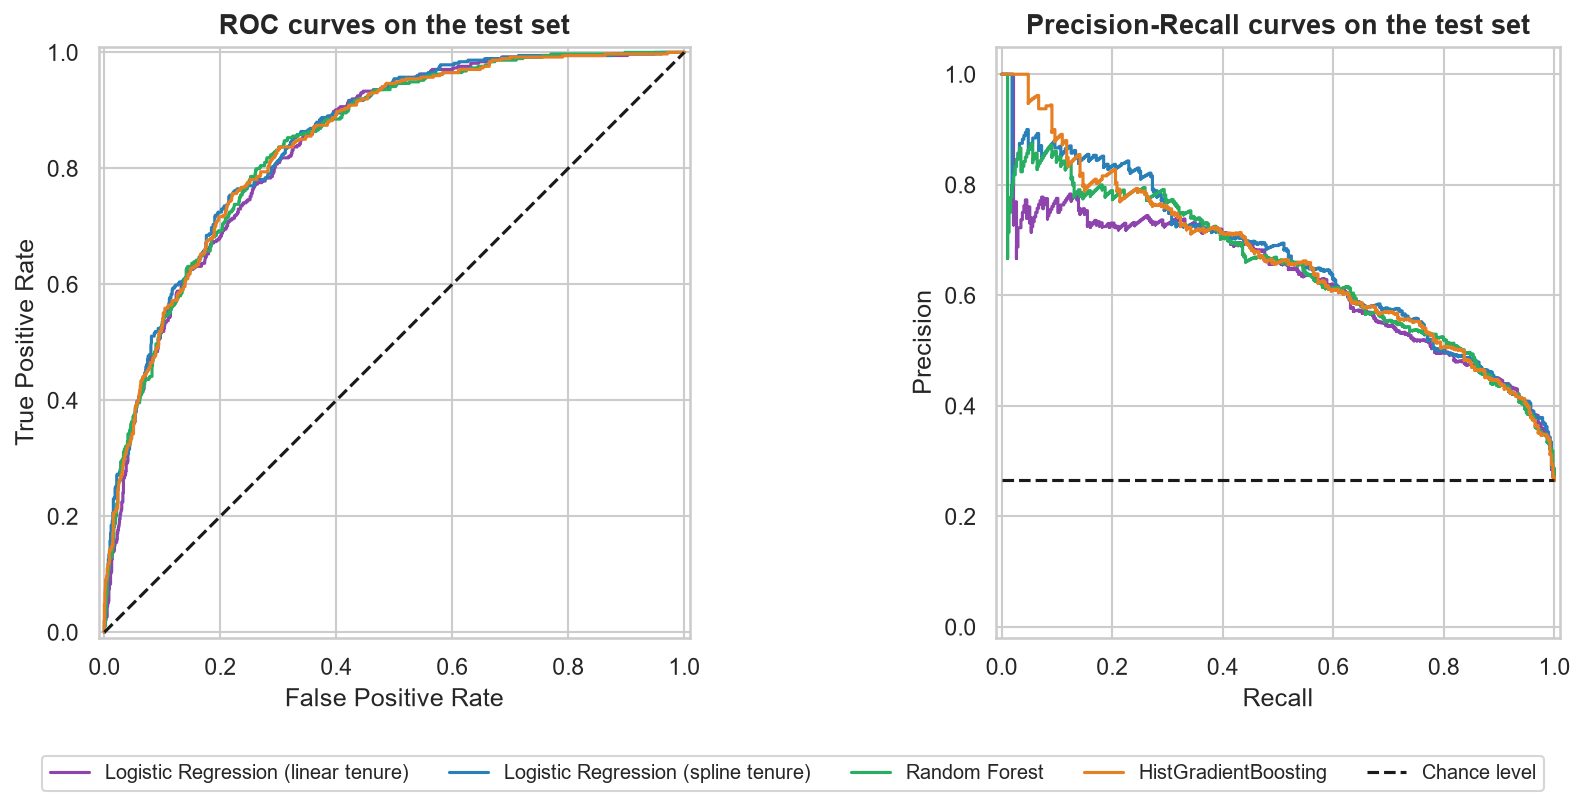 ROC curves on the test set
True Positive Rate
1.0
0.8
0.6
0.4
0.2
0.0
0.0 0.2 0.4 0.6 0.8 1.0
False Positive Rate
Precision-Recall curves on the test set
Precision
1.0
0.8
0.6
0.4
0.2
0.0
0.0 0.2 0.4 0.6 0.8 1.0
Recall
Logistic Regression (linear tenure) Logistic Regression (spline tenure) Random Forest HistGradientBoosting Chance level